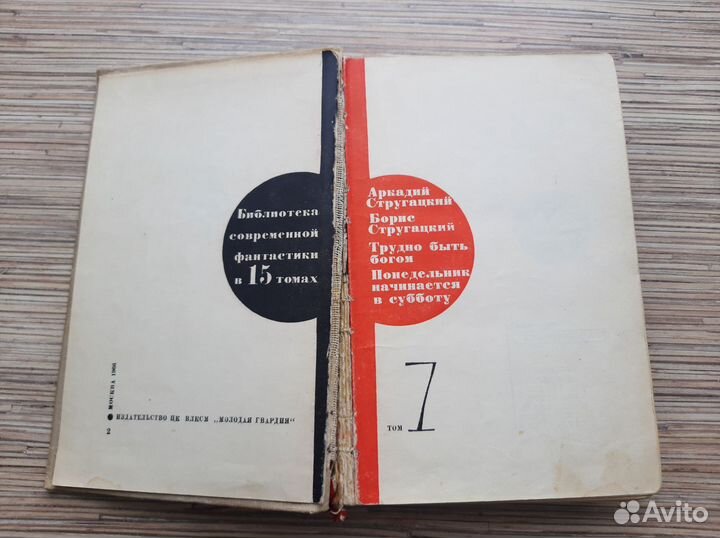 Библиотека
современной
фантастики
в 15 томах
МОСКВА 1966
ИЗДАТЕЛЬСТВО ЦК ВЛКСМ „МОЛОДАЯ ГВАРДИЯ“
2
Аркадий
Стругацкий
Борис
Стругацкий
Трудно быть
богом
Понедельник
начинается
в субботу
ТОМ 7
Avito